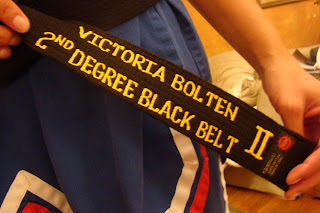 VICTORIA BOLTEN
2ND DEGREE BLACK BELT II